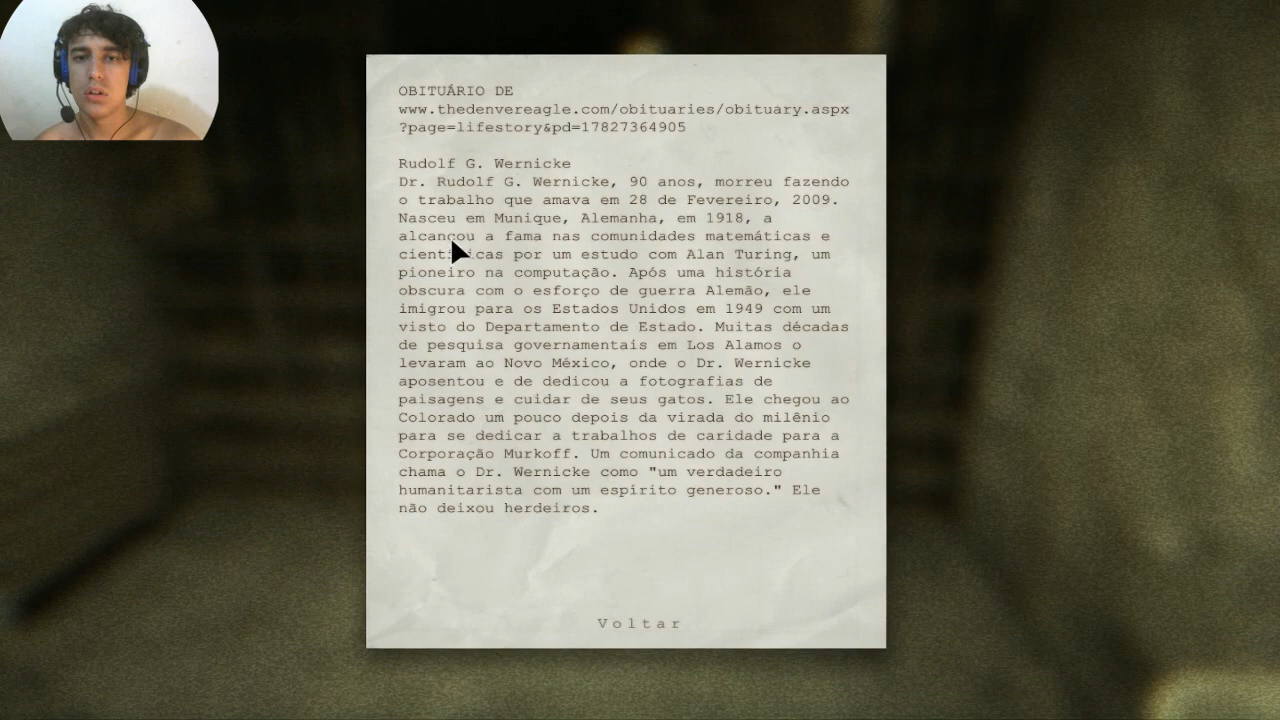 OBITUÁRIO DE
www.thedenvereagle.com/obituaries/obituary.aspx
?page=lifestory&pd=17827364905
Rudolf G. Wernicke
Dr. Rudolf G. Wernicke, 90 anos, morreu fazendo
o trabalho que amava em 28 de Fevereiro, 2009.
Nasceu em Munique, Alemanha, em 1918, a
alcançou a fama nas comunidades matemáticas e
científicas por um estudo com Alan Turing, um
pioneiro na computação. Após uma história
obscura com o esforço de guerra Alemão, ele
imigrou para os Estados Unidos em 1949 com um
visto do Departamento de Estado. Muitas décadas
de pesquisa governamentais em Los Alamos o
levaram ao Novo México, onde o Dr. Wernicke
aposentou e de dedicou a fotografias de
paisagens e cuidar de seus gatos. Ele chegou ao
Colorado um pouco depois da virada do milênio
para se dedicar a trabalhos de caridade para a
Corporação Murkoff. Um comunicado da companhia
chama o Dr. Wernicke como "um verdadeiro
humanitarista com um espírito generoso." Ele
não deixou herdeiros.
Voltar